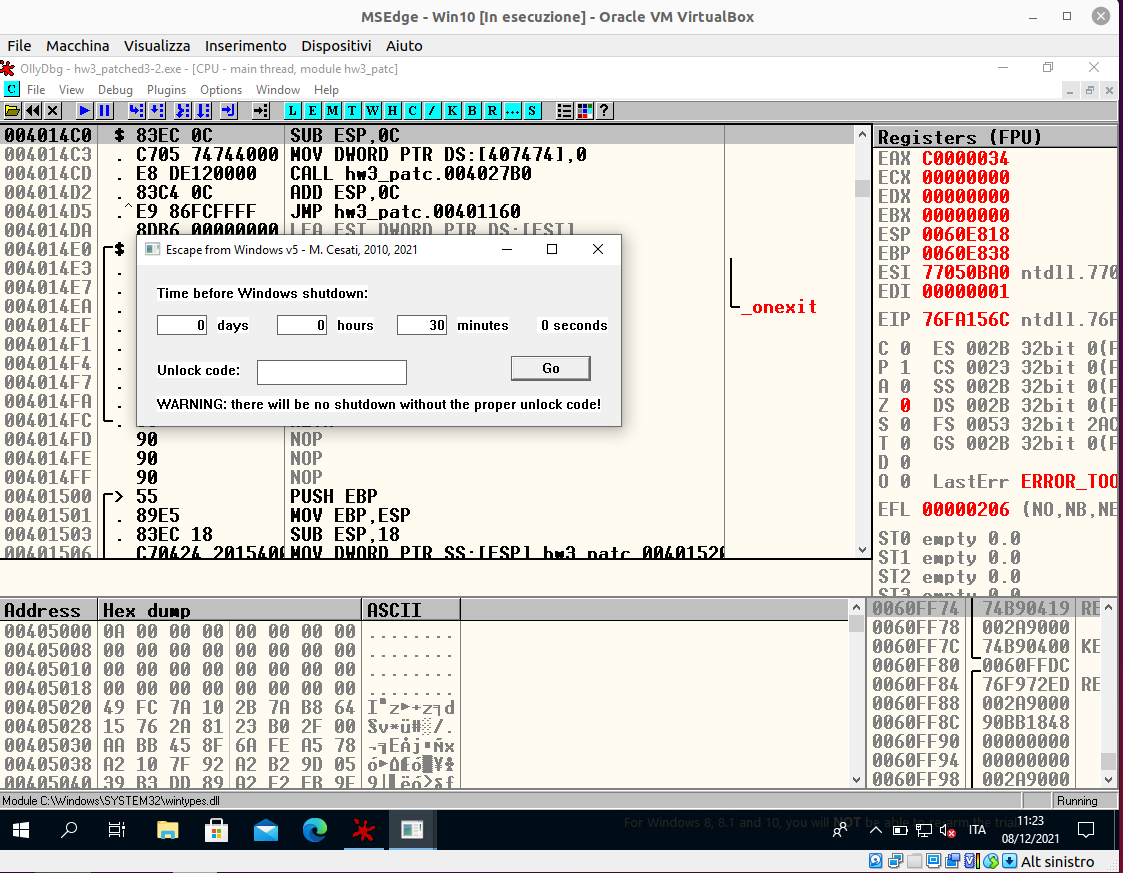 MSEdge - Win10 [In esecuzione] - Oracle VM VirtualBox
File Macchina Visualizza Inserimento Dispositivi Aiuto
OllyDbg - hw3_patched3-2.exe - [CPU - main thread, module hw3_patc]
C File View Debug Plugins Options Window Help
L E M T W H C / K B R ... S ?
004014C0 $ 83EC 0C SUB ESP,0C
004014C3 . C705 74744000 MOV DWORD PTR DS:[407474],0
004014CD . E8 DE120000 CALL hw3_patc.004027B0
004014D2 . 83C4 0C ADD ESP,0C
004014D5 .^ E9 86FCFFFF JMP hw3_patc.00401160
004014DA 8DB6 00000000 LEA ESI,DWORD PTR DS:[ESI]
004014E0 $
004014E3 .
004014E7 .
004014EA .
004014EF .
004014F1 .
004014F4 .
004014F7 .
004014FA .
004014FC .
004014FD 90 NOP
004014FE 90 NOP
004014FF 90 NOP
00401500 > 55 PUSH EBP
00401501 . 89E5 MOV EBP,ESP
00401503 . 83EC 18 SUB ESP,18
00401506 . C70424 2015400 MOV DWORD PTR SS:[ESP],hw3_patc.0040152
_onexit
Escape from Windows v5 - M. Cesati, 2010, 2021
Time before Windows shutdown:
0 days 0 hours 30 minutes 0 seconds
Unlock code: Go
WARNING: there will be no shutdown without the proper unlock code!
Registers (FPU)
EAX C0000034
ECX 00000000
EDX 00000000
EBX 00000000
ESP 0060E818
EBP 0060E838
ESI 77050BA0 ntdll.770
EDI 00000001
EIP 76FA156C ntdll.76F
C 0 ES 002B 32bit 0(F
P 1 CS 0023 32bit 0(F
A 0 SS 002B 32bit 0(F
Z 0 DS 002B 32bit 0(F
S 0 FS 0053 32bit 2AC
T 0 GS 002B 32bit 0(F
D 0
O 0 LastErr ERROR_TOO
EFL 00000206 (NO,NB,NE
ST0 empty 0.0
ST1 empty 0.0
ST2 empty 0.0
ST3 empty 0.0
Address Hex dump ASCII
00405000 0A 00 00 00 00 00 00 00 ........
00405008 00 00 00 00 00 00 00 00 ........
00405010 00 00 00 00 00 00 00 00 ........
00405018 00 00 00 00 00 00 00 00 ........
00405020 49 FC 7A 10 2B 7A B8 64
00405028 15 76 2A 81 23 B0 2F 00
00405030 AA BB 45 8F 6A FE A5 78
00405038 A2 10 7F 92 A2 B2 9D 05
00405040 39 B3 DD 89 A2 F2 EB 9F
0060FF74 74B90419 RE
0060FF78 002A9000
0060FF7C 74B90400 KE
0060FF80 0060FFDC
0060FF84 76F972ED RE
0060FF88 002A9000
0060FF8C 90BB1848
0060FF90 00000000
0060FF94 00000000
0060FF98 002A9000
Module C:\Windows\SYSTEM32\wintypes.dll
Running
For Windows 8, 8.1 and 10, you will NOT be able to re-arm the trial
ITA
11:23
08/12/2021
Alt sinistro